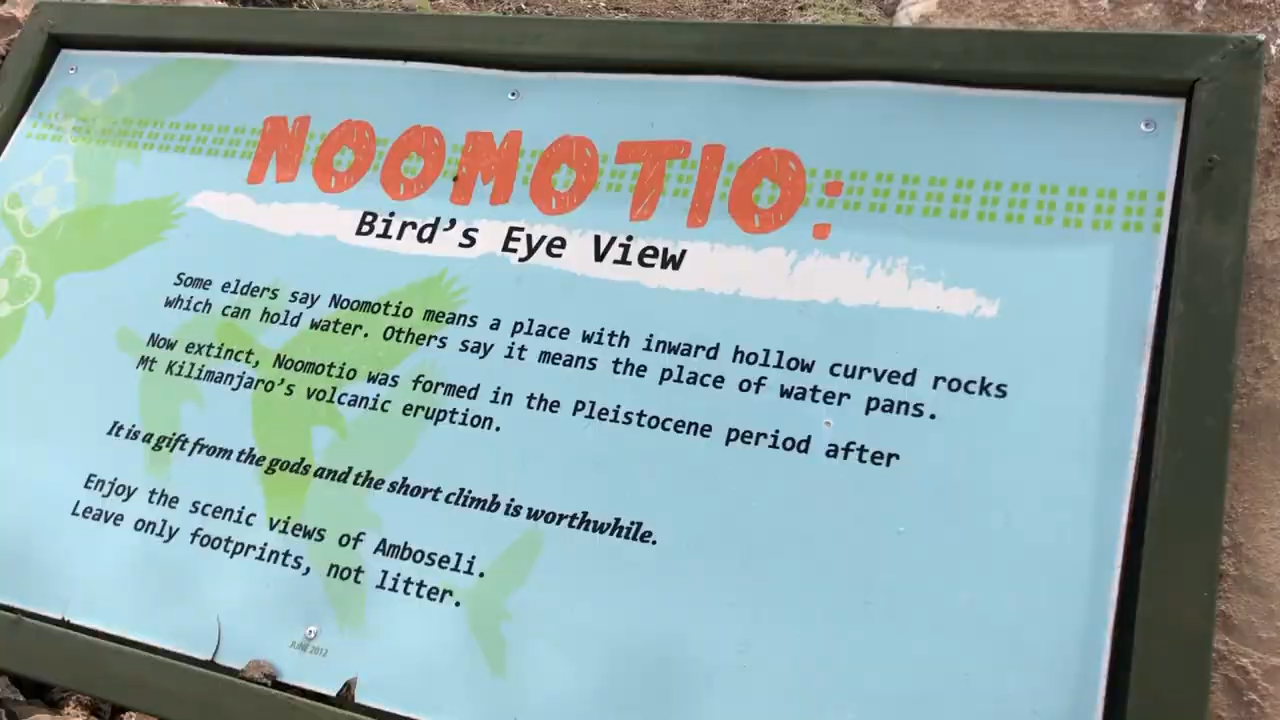 NOOMOTIO:
Bird's Eye View
Some elders say Noomotio means a place with inward hollow curved rocks
which can hold water. Others say it means the place of water pans.
Now extinct, Noomotio was formed in the Pleistocene period after
Mt Kilimanjaro's volcanic eruption.
It is a gift from the gods and the short climb is worthwhile.
Enjoy the scenic views of Amboseli.
Leave only footprints, not litter.
JUNE 2012